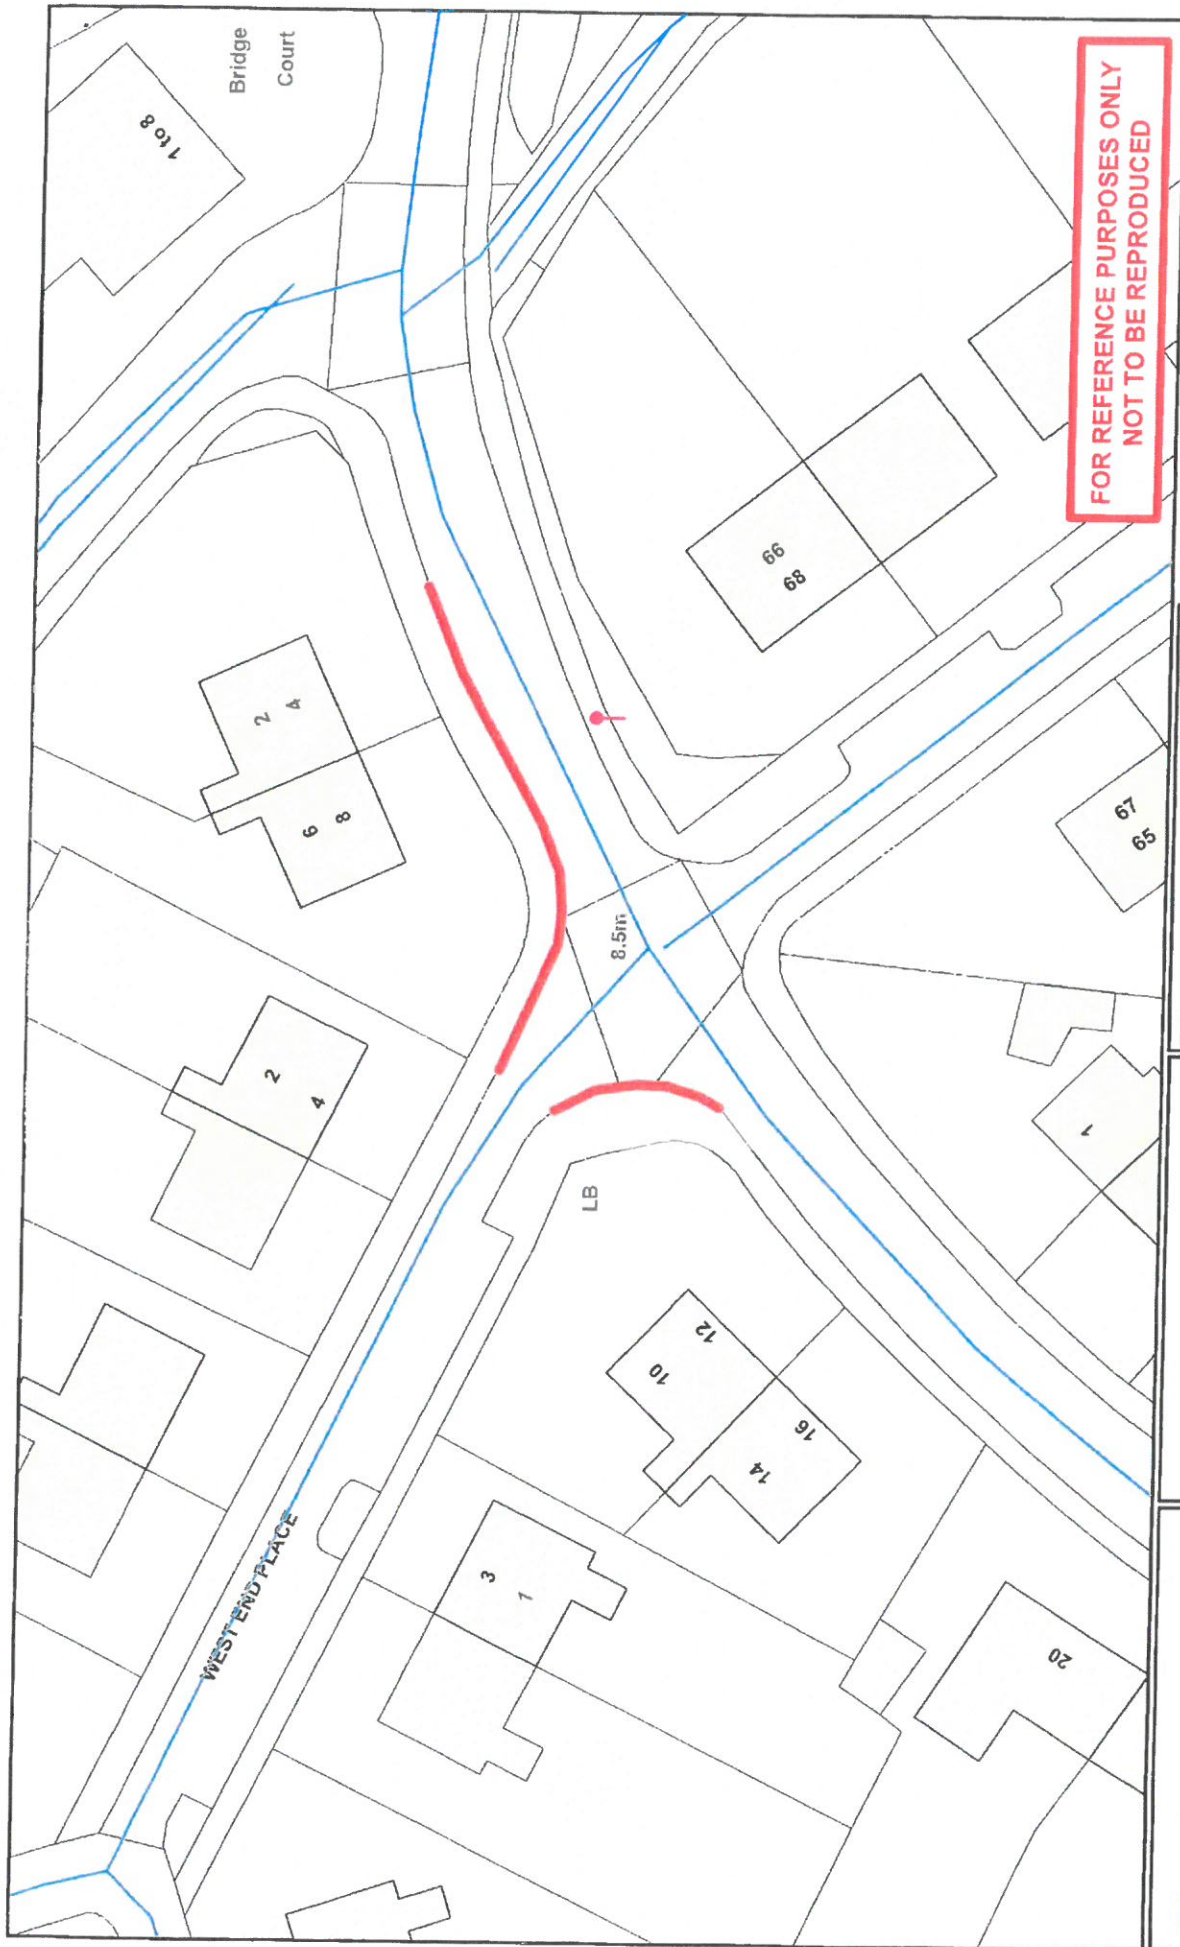 Bridge
Court
1 to 8
FOR REFERENCE PURPOSES ONLY
NOT TO BE REPRODUCED
2
4
6
8
66
68
67
65
8.5m
2
4
1
LB
10
12
14
16
3
1
WEST END PLACE
20